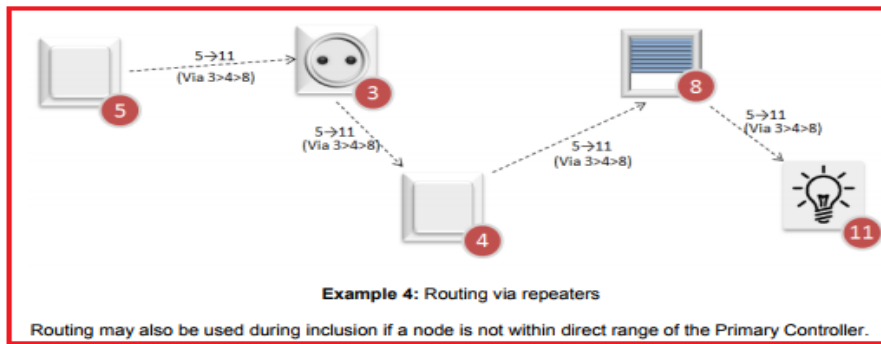 5→11
(Via 3>4>8)
5
3
5→11
(Via 3>4>8)
4
5→11
(Via 3>4>8)
8
5→11
(Via 3>4>8)
11
Example 4: Routing via repeaters
Routing may also be used during inclusion if a node is not within direct range of the Primary Controller.